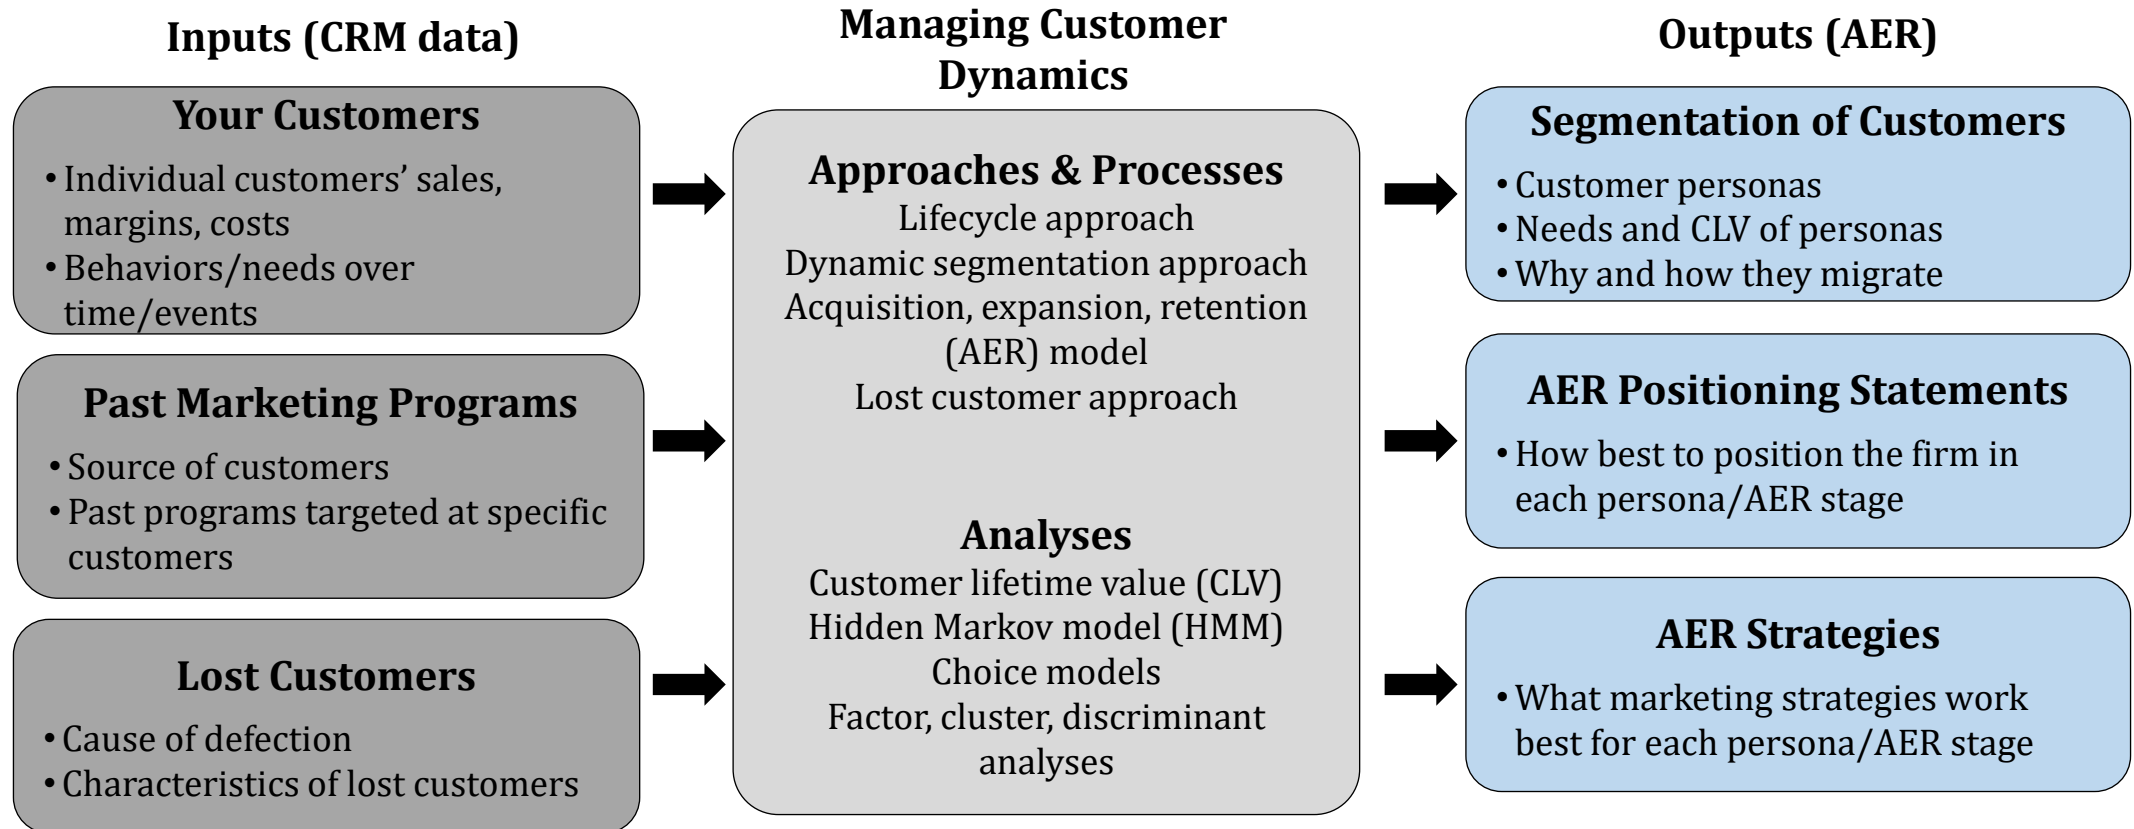 Inputs (CRM data)
Your Customers
• Individual customers’ sales,
margins, costs
• Behaviors/needs over
time/events
Past Marketing Programs
• Source of customers
• Past programs targeted at specific
customers
Lost Customers
• Cause of defection
• Characteristics of lost customers
Managing Customer
Dynamics
Approaches & Processes
Lifecycle approach
Dynamic segmentation approach
Acquisition, expansion, retention
(AER) model
Lost customer approach
Analyses
Customer lifetime value (CLV)
Hidden Markov model (HMM)
Choice models
Factor, cluster, discriminant
analyses
Outputs (AER)
Segmentation of Customers
• Customer personas
• Needs and CLV of personas
• Why and how they migrate
AER Positioning Statements
• How best to position the firm in
each persona/AER stage
AER Strategies
• What marketing strategies work
best for each persona/AER stage